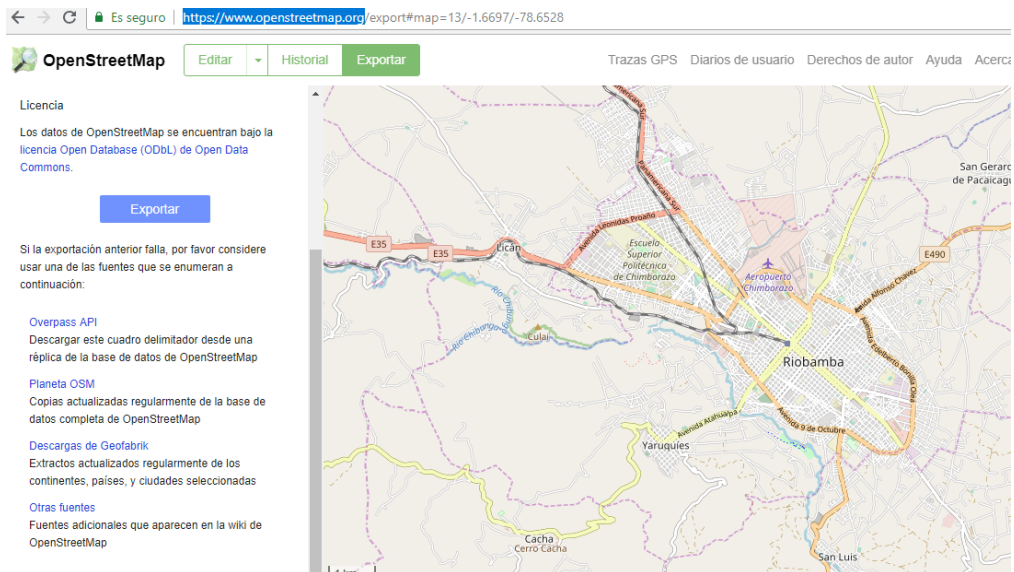 Es seguro | https://www.openstreetmap.org/export#map=13/-1.6697/-78.6528
OpenStreetMap Editar Historial Exportar Trazas GPS Diarios de usuario Derechos de autor Ayuda Acerca
Licencia
Los datos de OpenStreetMap se encuentran bajo la
licencia Open Database (ODbL) de Open Data
Commons.
Exportar
Si la exportación anterior falla, por favor considere
usar una de las fuentes que se enumeran a
continuación:
Overpass API
Descargar este cuadro delimitador desde una
réplica de la base de datos de OpenStreetMap
Planeta OSM
Copias actualizadas regularmente de la base de
datos completa de OpenStreetMap
Descargas de Geofabrik
Extractos actualizados regularmente de los
continentes, países, y ciudades seleccionadas
Otras fuentes
Fuentes adicionales que aparecen en la wiki de
OpenStreetMap
Panamericana Sur
San Gerardo
de Pacaicagu
Avenida Leonidas Proaño
E35
E35
Licán
Escuela
Superior
Politécnica
de Chimborazo
Aeropuerto
Chimborazo
E490
Río Chibunga
Río Chibunga
Culal
Riobamba
Avenida Edelberto Bonilla Oleas
Avenida Atahualpa
Avenida 9 de Octubre
Yaruquies
Cacha
Cerro Cacha
San Luis